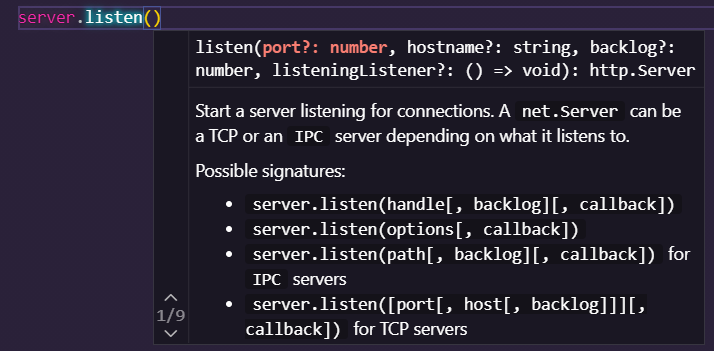 server.listen()
listen(port?: number, hostname?: string, backlog?:
number, listeningListener?: () => void): http.Server
Start a server listening for connections. A net.Server can be
a TCP or an IPC server depending on what it listens to.
Possible signatures:
• server.listen(handle[, backlog][, callback])
• server.listen(options[, callback])
• server.listen(path[, backlog][, callback]) for
IPC servers
• server.listen([port[, host[, backlog]]][,
callback]) for TCP servers
1/9